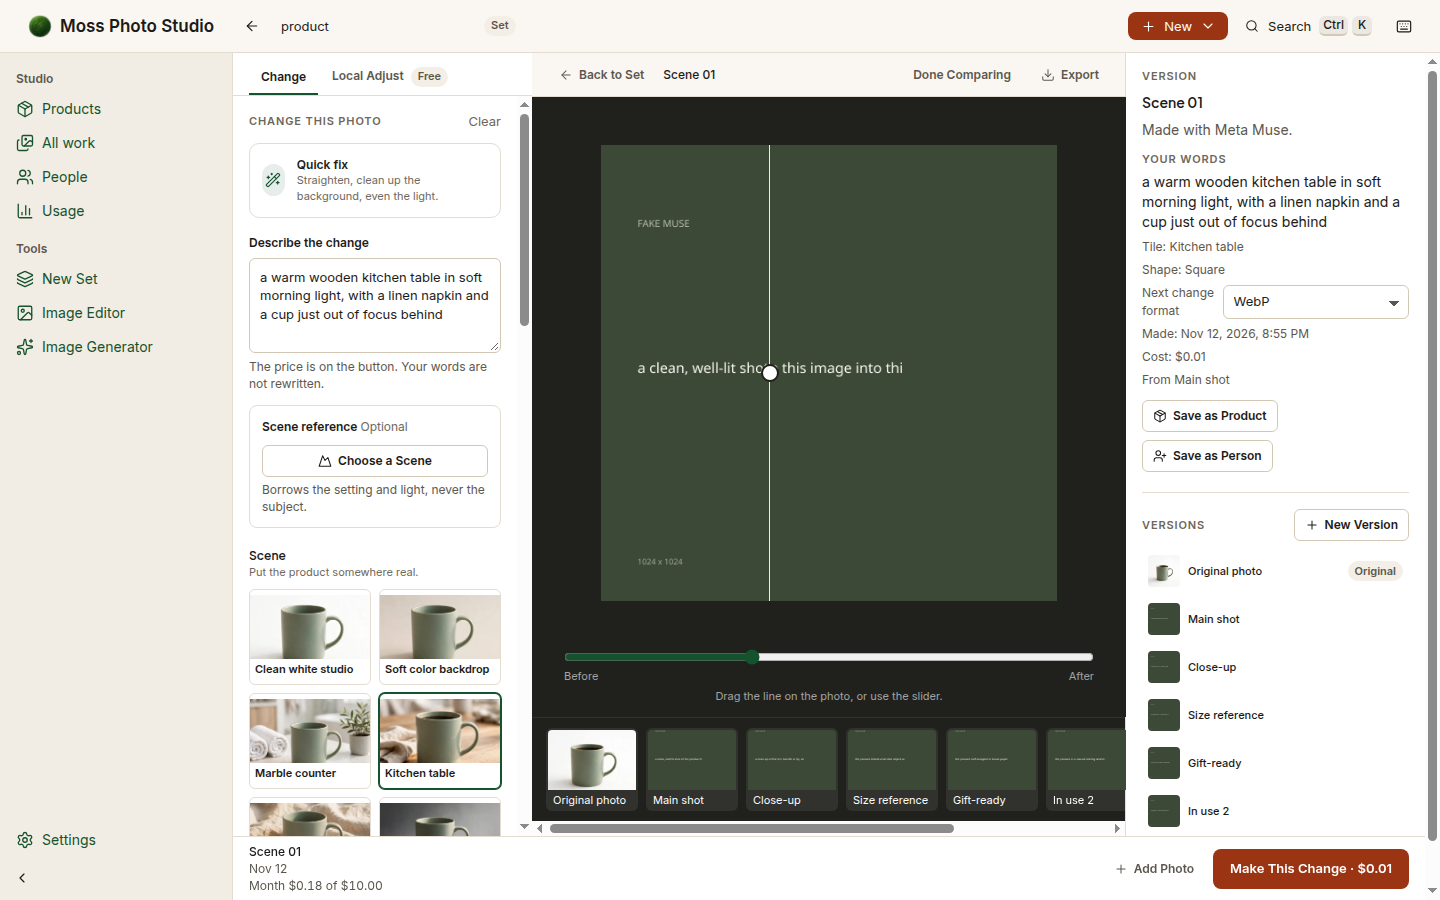 Moss Photo Studio
product
Set
New
Search
Ctrl
K
Studio
Products
All work
People
Usage
Tools
New Set
Image Editor
Image Generator
Settings
Change
Local Adjust
Free
CHANGE THIS PHOTO
Clear
Quick fix
Straighten, clean up the
background, even the light.
Describe the change
a warm wooden kitchen table in soft
morning light, with a linen napkin and
a cup just out of focus behind
The price is on the button. Your words are
not rewritten.
Scene reference Optional
Choose a Scene
Borrows the setting and light, never the
subject.
Scene
Put the product somewhere real.
Clean white studio
Soft color backdrop
Marble counter
Kitchen table
Back to Set
Scene 01
Done Comparing
Export
FAKE MUSE
a clean, well-lit sho this image into thi
1024 x 1024
Before
After
Drag the line on the photo, or use the slider.
Original photo
Main shot
Close-up
Size reference
Gift-ready
In use 2
VERSION
Scene 01
Made with Meta Muse.
YOUR WORDS
a warm wooden kitchen table in soft
morning light, with a linen napkin and a
cup just out of focus behind
Tile: Kitchen table
Shape: Square
Next change
format
WebP
Made: Nov 12, 2026, 8:55 PM
Cost: $0.01
From Main shot
Save as Product
Save as Person
VERSIONS
New Version
Original photo
Original
Main shot
Close-up
Size reference
Gift-ready
In use 2
Scene 01
Nov 12
Month $0.18 of $10.00
Add Photo
Make This Change · $0.01